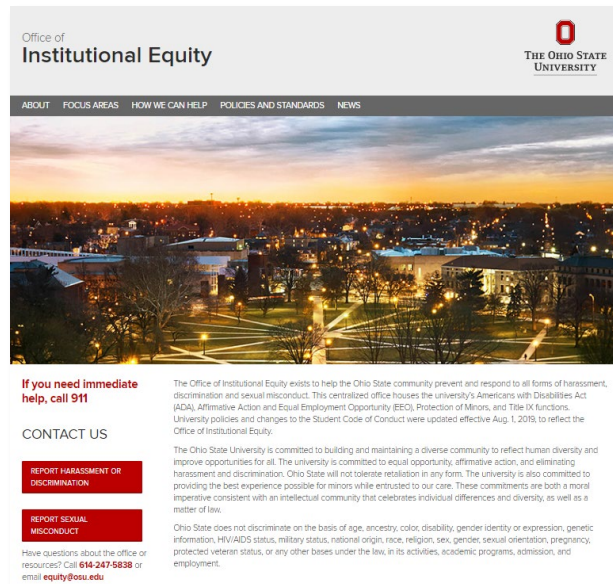 Office of
Institutional Equity
THE OHIO STATE
UNIVERSITY
ABOUT FOCUS AREAS HOW WE CAN HELP POLICIES AND STANDARDS NEWS
If you need immediate
help, call 911
CONTACT US
REPORT HARASSMENT OR
DISCRIMINATION
REPORT SEXUAL
MISCONDUCT
Have questions about the office or
resources? Call 614-247-5838 or
email equity@osu.edu
The Office of Institutional Equity exists to help the Ohio State community prevent and respond to all forms of harassment,
discrimination and sexual misconduct. This centralized office houses the university's Americans with Disabilities Act
(ADA), Affirmative Action and Equal Employment Opportunity (EEO), Protection of Minors, and Title IX functions.
University policies and changes to the Student Code of Conduct were updated effective Aug. 1, 2019, to reflect the
Office of Institutional Equity.
The Ohio State University is committed to building and maintaining a diverse community to reflect human diversity and
improve opportunities for all. The university is committed to equal opportunity, affirmative action, and eliminating
harassment and discrimination. Ohio State will not tolerate retaliation in any form. The university is also committed to
providing the best experience possible for minors while entrusted to our care. These commitments are both a moral
imperative consistent with an intellectual community that celebrates individual differences and diversity, as well as a
matter of law.
Ohio State does not discriminate on the basis of age, ancestry, color, disability, gender identity or expression, genetic
information, HIV/AIDS status, military status, national origin, race, religion, sex, gender, sexual orientation, pregnancy,
protected veteran status, or any other bases under the law, in its activities, academic programs, admission, and
employment.